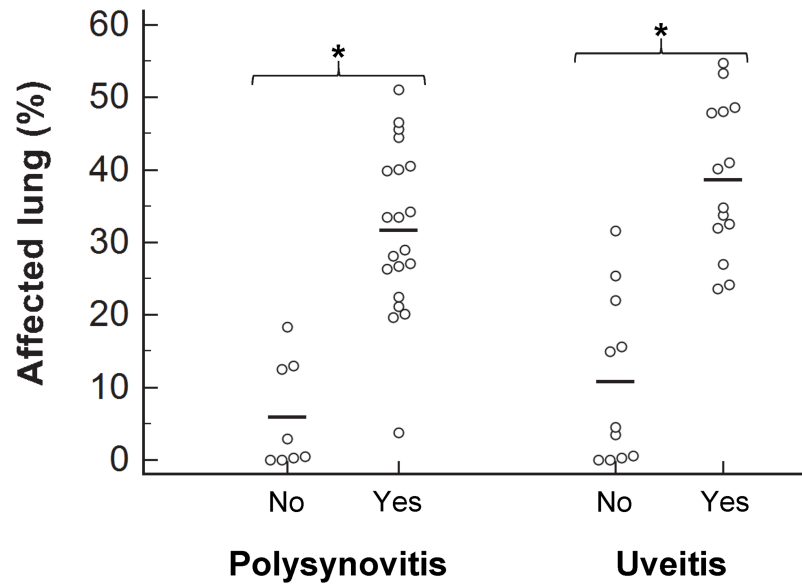 Affected lung (%)
60
50
40
30
20
10
0
*
*
No
Yes
No
Yes
Polysynovitis
Uveitis